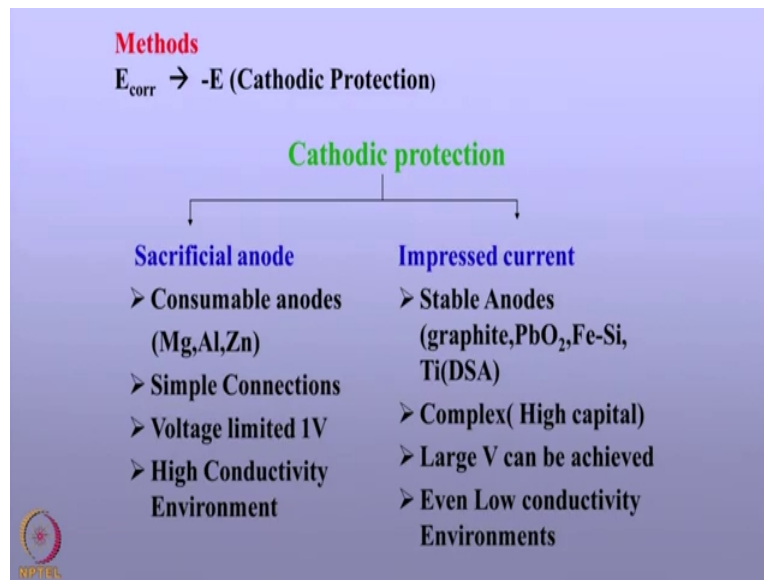 Methods
E_corr → -E (Cathodic Protection)
Cathodic protection
Sacrificial anode
➢ Consumable anodes
(Mg,Al,Zn)
➢ Simple Connections
➢ Voltage limited 1V
➢ High Conductivity
Environment
Impressed current
➢ Stable Anodes
(graphite,PbO₂,Fe-Si,
Ti(DSA)
➢ Complex( High capital)
➢ Large V can be achieved
➢ Even Low conductivity
Environments
NPTEL